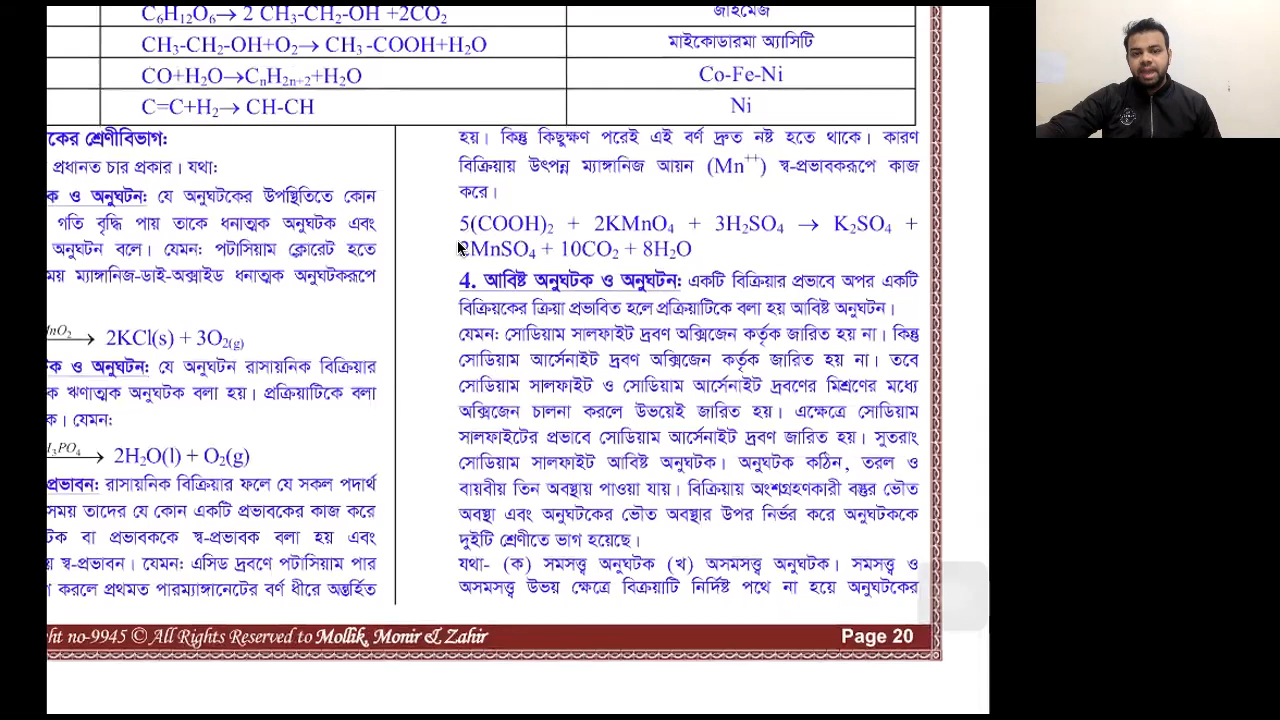 C6H12O6→ 2 CH3-CH2-OH +2CO2
জাইমেজ
CH3-CH2-OH+O2→ CH3-COOH+H2O
মাইকোডারমা অ্যাসিটি
CO+H2O→CnH2n+2+H2O
Co-Fe-Ni
C=C+H2→ CH-CH
Ni
কের শ্রেণীবিভাগ:
প্রধানত চার প্রকার। যথা:
ক ও অনুঘটন: যে অনুঘটকের উপস্থিতিতে কোন
গতি বৃদ্ধি পায় তাকে ধনাত্মক অনুঘটক এবং
অনুঘটন বলে। যেমন: পটাসিয়াম ক্লোরেট হতে
ময় ম্যাঙ্গানিজ-ডাই-অক্সাইড ধনাত্মক অনুঘটকরূপে
MnO2
→ 2KCl(s) + 3O2(g)
ক ও অনুঘটন: যে অনুঘটন রাসায়নিক বিক্রিয়ার
ক ঋণাত্মক অনুঘটক বলা হয়। প্রক্রিয়াটিকে বলা
ক। যেমন:
H3PO4
→ 2H2O(l) + O2(g)
প্রভাবন: রাসায়নিক বিক্রিয়ার ফলে যে সকল পদার্থ
সময় তাদের যে কোন একটি প্রভাবকের কাজ করে
টক বা প্রভাবককে স্ব-প্রভাবক বলা হয় এবং
য় স্ব-প্রভাবন। যেমন: এসিড দ্রবণে পটাসিয়াম পার
করলে প্রথমত পারম্যাঙ্গানেটের বর্ণ ধীরে অন্তর্হিত
হয়। কিন্তু কিছুক্ষণ পরেই এই বর্ণ দ্রুত নষ্ট হতে থাকে। কারণ
বিক্রিয়ায় উৎপন্ন ম্যাঙ্গানিজ আয়ন (Mn++) স্ব-প্রভাবকরূপে কাজ
করে।
5(COOH)2 + 2KMnO4 + 3H2SO4 → K2SO4 +
2MnSO4 + 10CO2 + 8H2O
4. আবিষ্ট অনুঘটক ও অনুঘটন: একটি বিক্রিয়ার প্রভাবে অপর একটি
বিক্রিয়কের ক্রিয়া প্রভাবিত হলে প্রক্রিয়াটিকে বলা হয় আবিষ্ট অনুঘটন।
যেমন: সোডিয়াম সালফাইট দ্রবণ অক্সিজেন কর্তৃক জারিত হয় না। কিন্তু
সোডিয়াম আর্সেনাইট দ্রবণ অক্সিজেন কর্তৃক জারিত হয় না। তবে
সোডিয়াম সালফাইট ও সোডিয়াম আর্সেনাইট দ্রবণের মিশ্রণের মধ্যে
অক্সিজেন চালনা করলে উভয়েই জারিত হয়। এক্ষেত্রে সোডিয়াম
সালফাইটের প্রভাবে সোডিয়াম আর্সেনাইট দ্রবণ জারিত হয়। সুতরাং
সোডিয়াম সালফাইট আবিষ্ট অনুঘটক। অনুঘটক কঠিন, তরল ও
বায়বীয় তিন অবস্থায় পাওয়া যায়। বিক্রিয়ায় অংশগ্রহণকারী বস্তুর ভৌত
অবস্থা এবং অনুঘটকের ভৌত অবস্থার উপর নির্ভর করে অনুঘটককে
দুইটি শ্রেণীতে ভাগ হয়েছে।
যথা- (ক) সমসত্ত্ব অনুঘটক (খ) অসমসত্ত্ব অনুঘটক। সমসত্ত্ব ও
অসমসত্ত্ব উভয় ক্ষেত্রে বিক্রয়াটি নির্দিষ্ট পথে না হয়ে অনুঘটকের
ht no-9945 © All Rights Reserved to Mollik, Monir & Zahir
Page 20